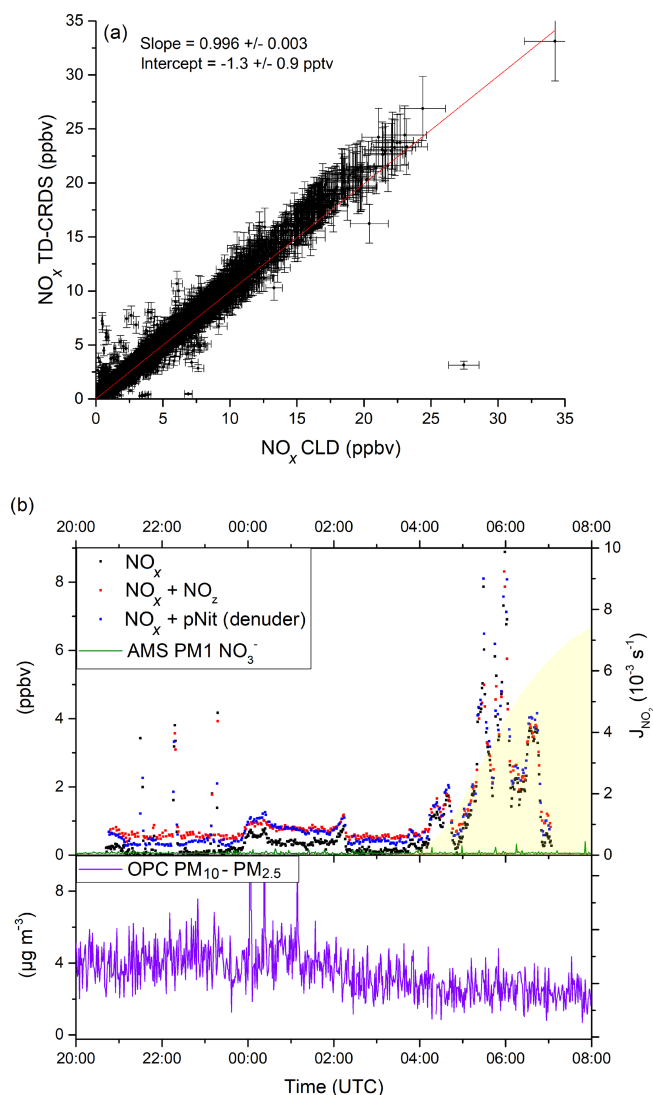 (a)
Slope = 0.996 +/- 0.003
Intercept = -1.3 +/- 0.9 pptv
35
30
25
20
15
10
5
0
NOx TD-CRDS (ppbv)
0 5 10 15 20 25 30 35
NOx CLD (ppbv)
(b)
20:00 22:00 00:00 02:00 04:00 06:00 08:00
NOx
NOx + NOz
NOx + pNit (denuder)
AMS PM1 NO3-
8
6
4
2
0
(ppbv)
10
8
6
4
2
0
JNO2 (10-3 s-1)
OPC PM10- PM2.5
8
4
0
(µg m-3)
20:00 22:00 00:00 02:00 04:00 06:00 08:00
Time (UTC)